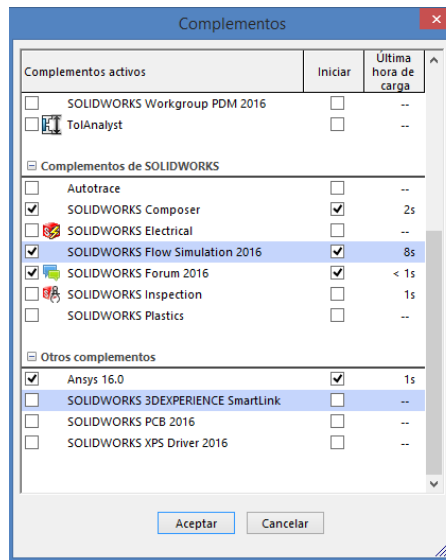 Complementos
Complementos activos Iniciar Última hora de carga
SOLIDWORKS Workgroup PDM 2016 --
TolAnalyst --
Complementos de SOLIDWORKS
Autotrace --
SOLIDWORKS Composer 2s
SOLIDWORKS Electrical --
SOLIDWORKS Flow Simulation 2016 8s
SOLIDWORKS Forum 2016 < 1s
SOLIDWORKS Inspection 1s
SOLIDWORKS Plastics --
Otros complementos
Ansys 16.0 1s
SOLIDWORKS 3DEXPERIENCE SmartLink --
SOLIDWORKS PCB 2016 --
SOLIDWORKS XPS Driver 2016 --
Aceptar Cancelar